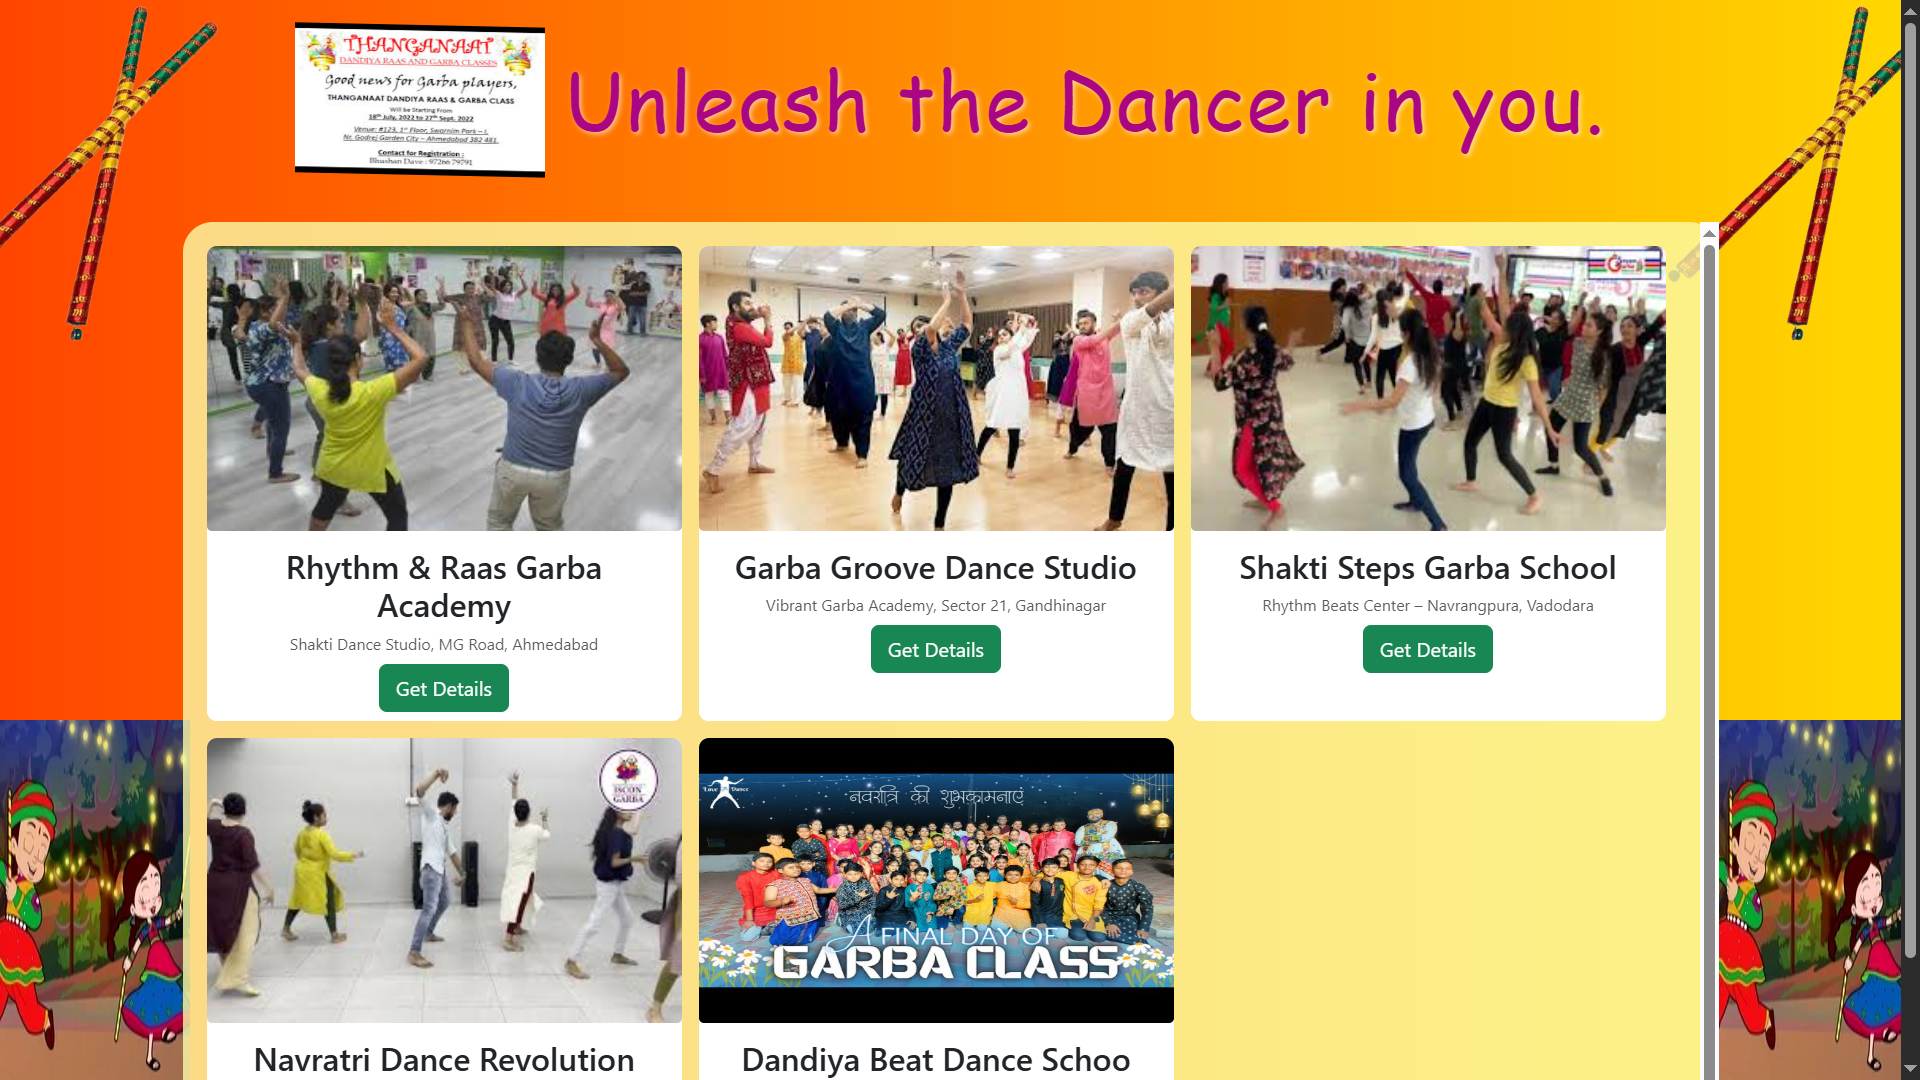 THANGANAAT
DANDIYA RAAS AND GARBA CLASSES
Good news for Garba players,
THANGANAAT DANDIYA RAAS & GARBA CLASS
Will be Starting From
18th July, 2022 to 27th Sept. 2022
Venue: #123, 1st Floor, Swarnim Park – I,
Nr. Godrej Garden City – Ahmedabad 382 481.
Contact for Registration :
Bhushan Dave : 97266 79791
Unleash the Dancer in you.
Rhythm & Raas Garba
Academy
Shakti Dance Studio, MG Road, Ahmedabad
Get Details
Garba Groove Dance Studio
Vibrant Garba Academy, Sector 21, Gandhinagar
Get Details
Garba
Shakti Steps Garba School
Rhythm Beats Center – Navrangpura, Vadodara
Get Details
ISCON
GARBA
Navratri Dance Revolution
Love Dance
नवरात्रि की शुभकामनाएं
A FINAL DAY OF
GARBA CLASS
Dandiya Beat Dance Schoo